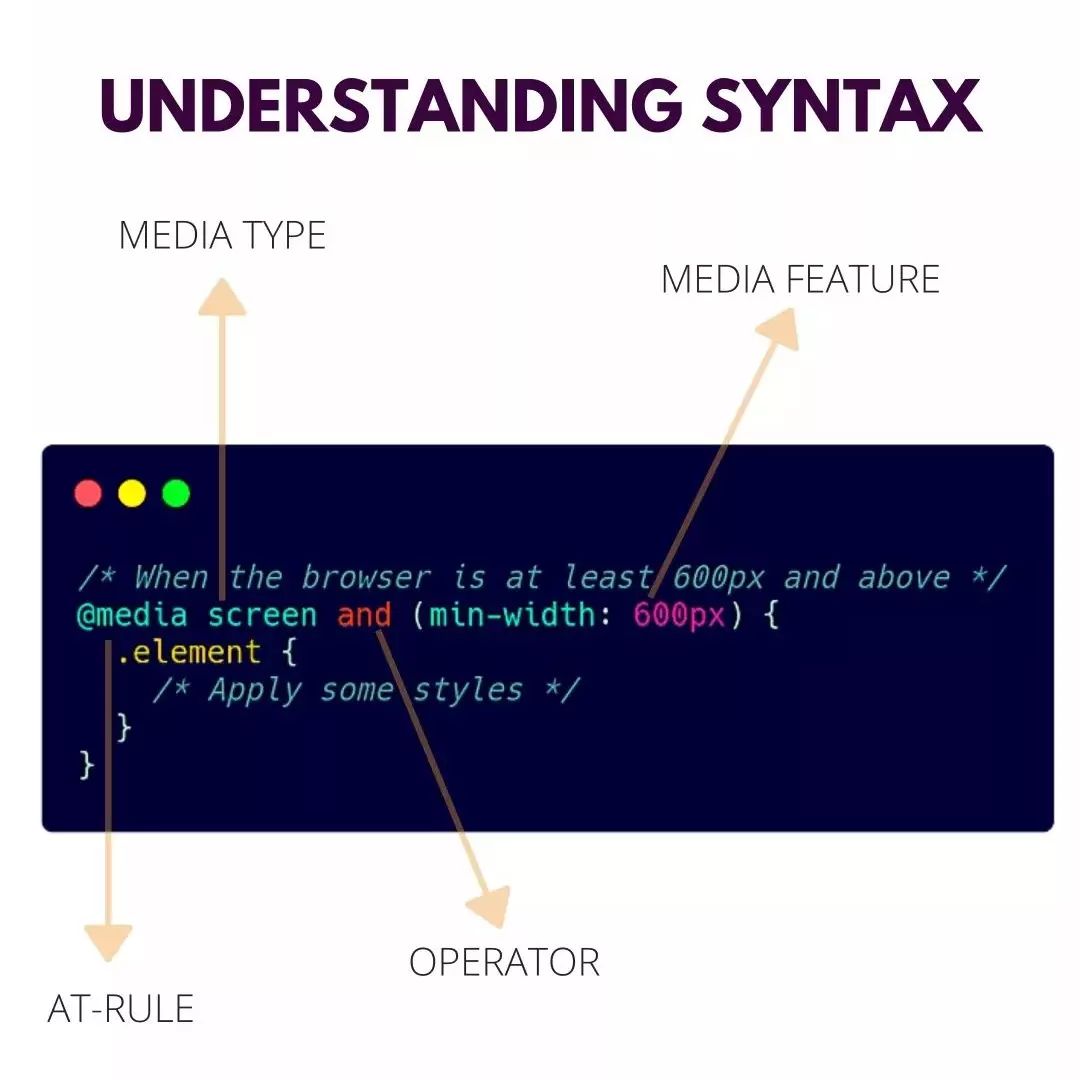 UNDERSTANDING SYNTAX
MEDIA TYPE
MEDIA FEATURE
/* When the browser is at least 600px and above */
@media screen and (min-width: 600px) {
.element {
/* Apply some styles */
}
}
OPERATOR
AT-RULE